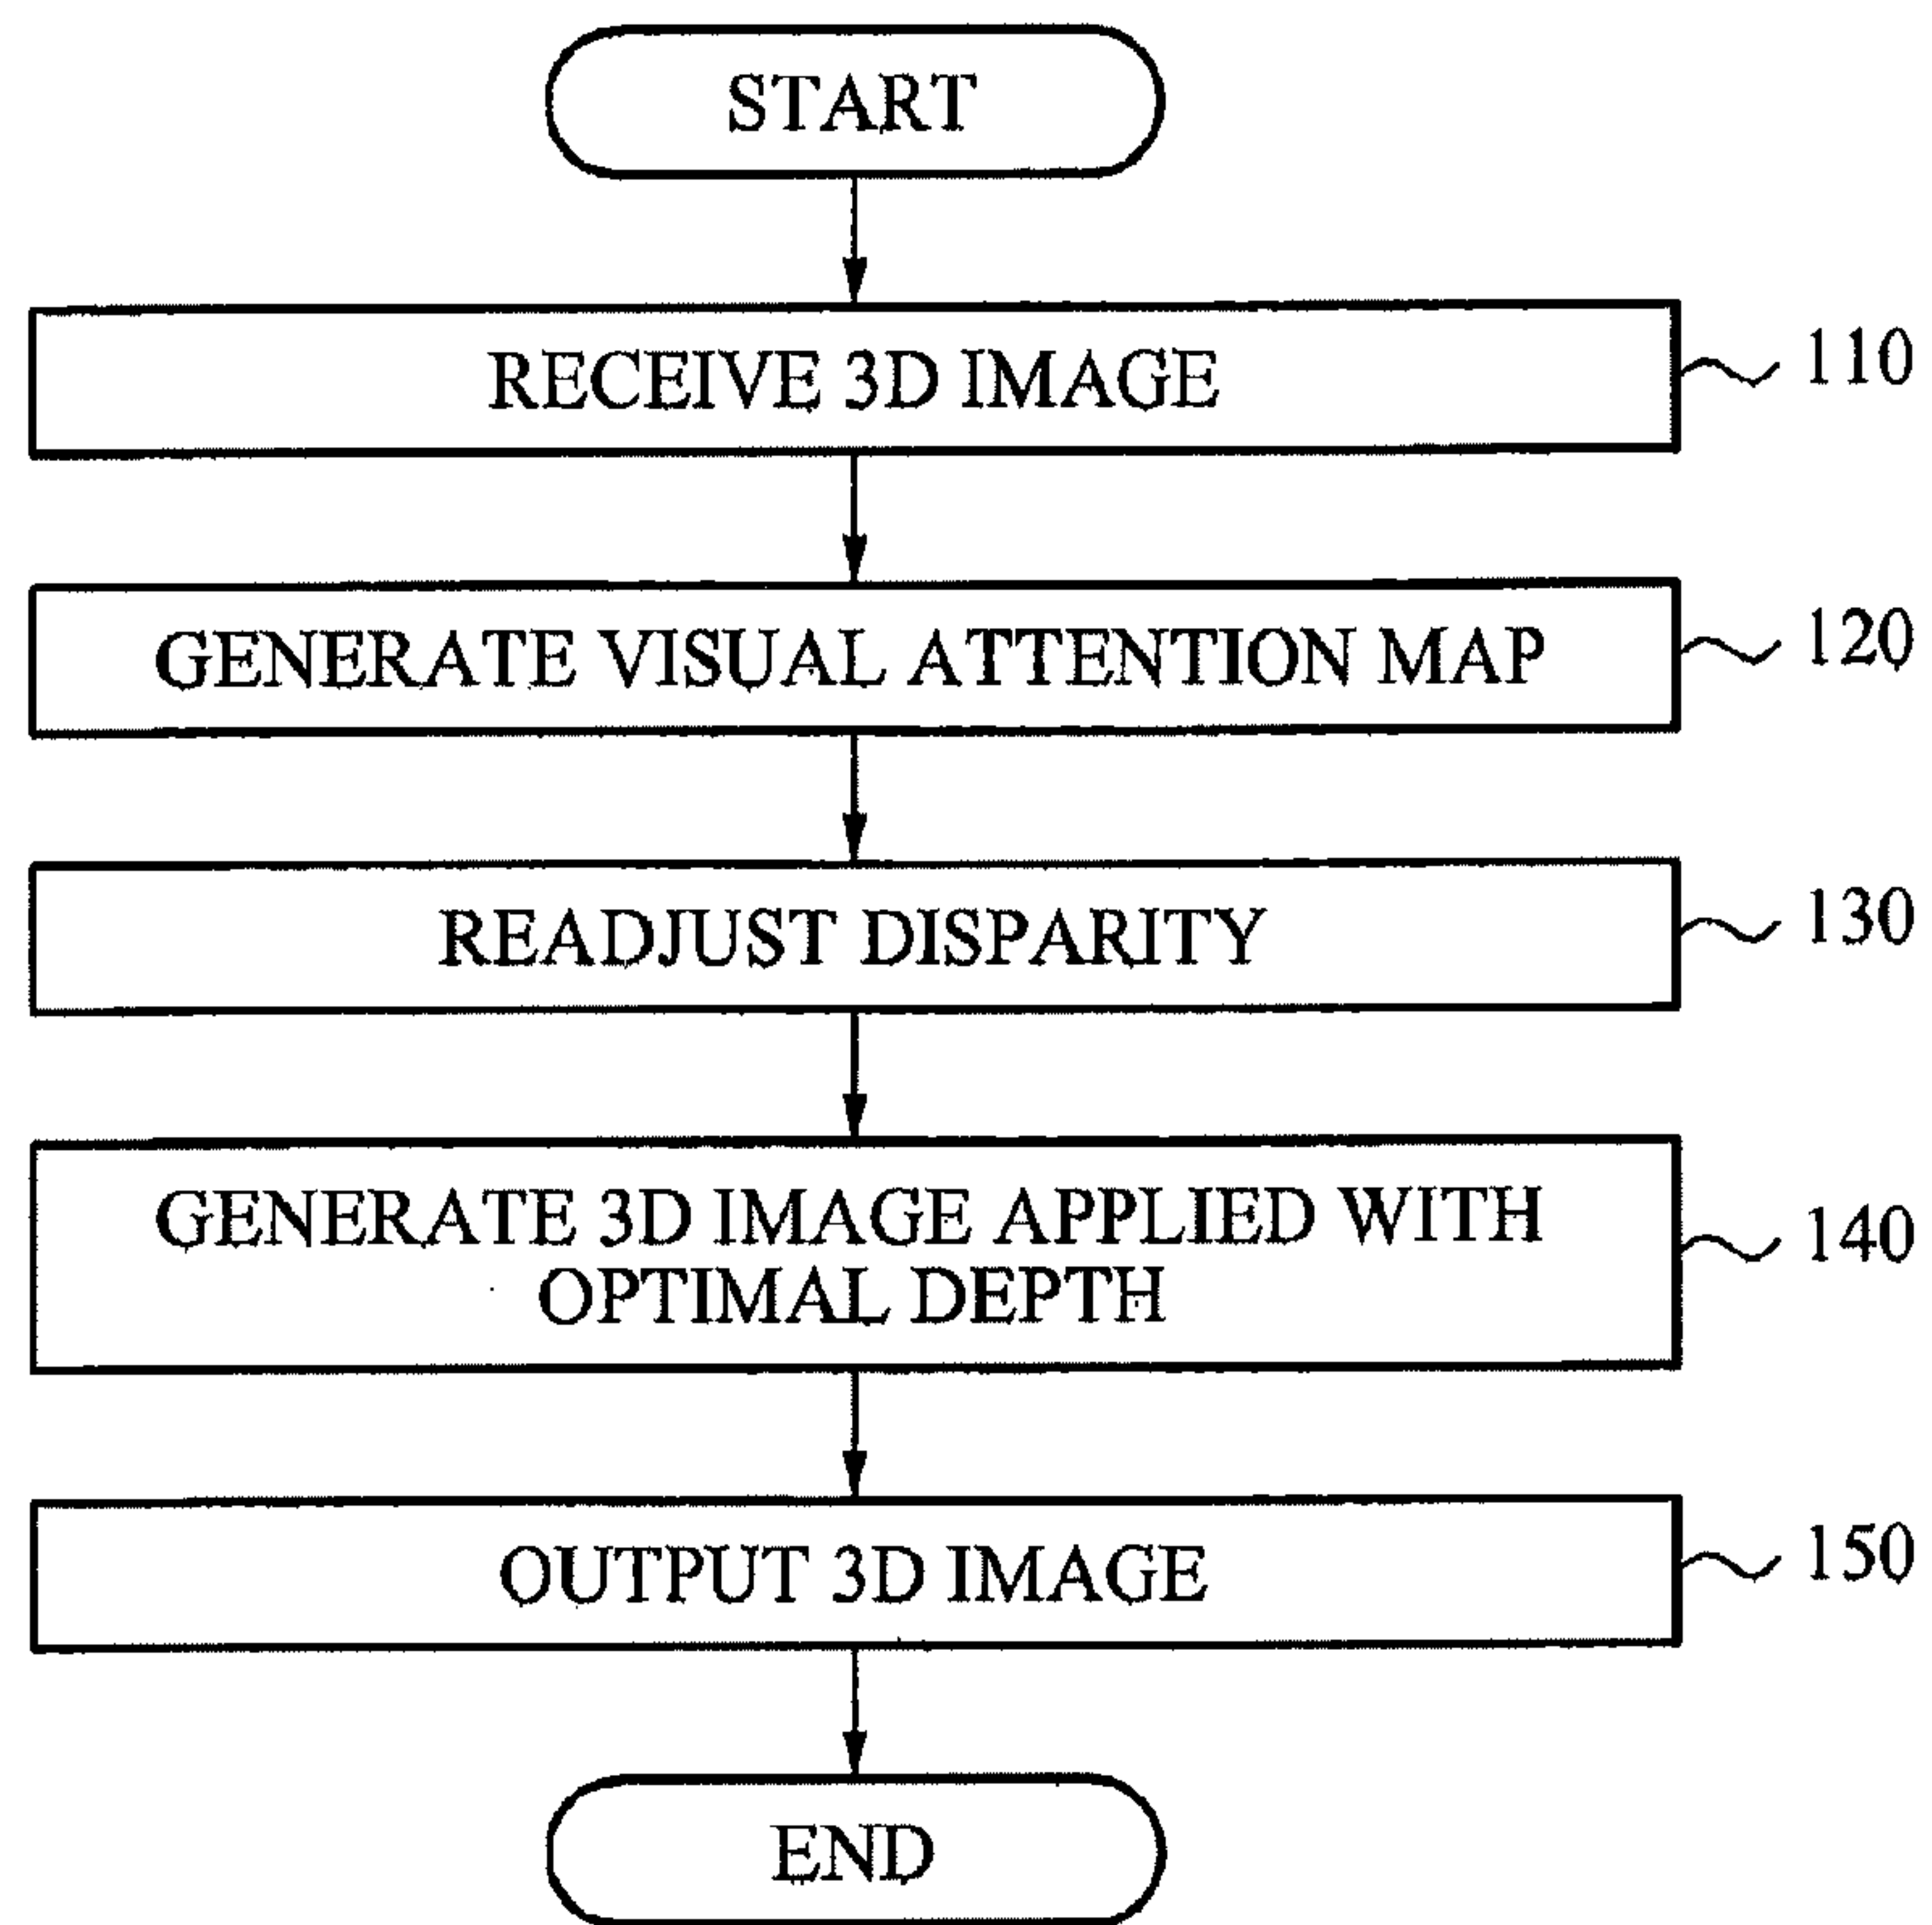 START
RECEIVE 3D IMAGE
110
GENERATE VISUAL ATTENTION MAP
120
READJUST DISPARITY
130
GENERATE 3D IMAGE APPLIED WITH
OPTIMAL DEPTH
140
OUTPUT 3D IMAGE
150
END